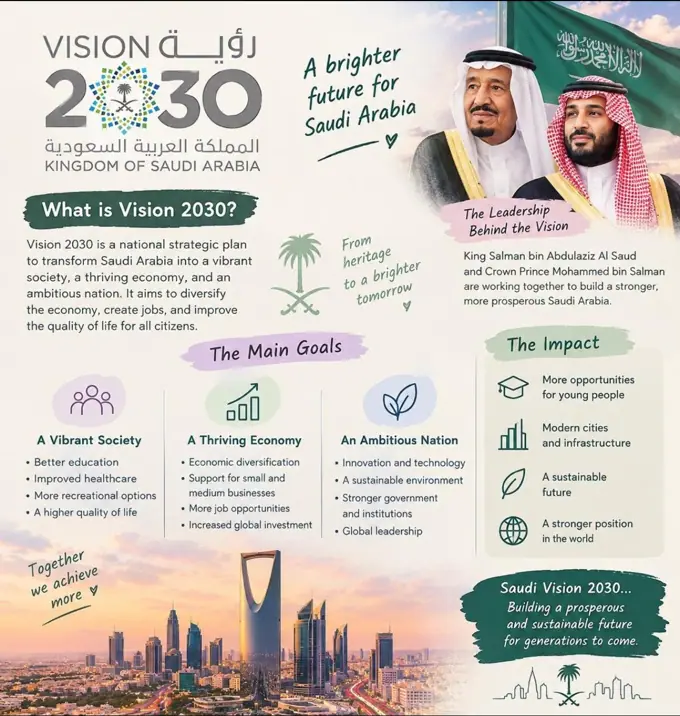 VISION رؤيــة
2030
المملكة العربية السعودية
KINGDOM OF SAUDI ARABIA
A brighter
future for
Saudi Arabia
لا إله إلا الله محمد رسول الله
What is Vision 2030?
Vision 2030 is a national strategic plan
to transform Saudi Arabia into a vibrant
society, a thriving economy, and an
ambitious nation. It aims to diversify
the economy, create jobs, and improve
the quality of life for all citizens.
From
heritage
to a brighter
tomorrow
The Leadership
Behind the Vision
King Salman bin Abdulaziz Al Saud
and Crown Prince Mohammed bin Salman
are working together to build a stronger,
more prosperous Saudi Arabia.
The Main Goals
A Vibrant Society
• Better education
• Improved healthcare
• More recreational options
• A higher quality of life
A Thriving Economy
• Economic diversification
• Support for small and
medium businesses
• More job opportunities
• Increased global investment
An Ambitious Nation
• Innovation and technology
• A sustainable environment
• Stronger government
and institutions
• Global leadership
The Impact
More opportunities
for young people
Modern cities
and infrastructure
A sustainable
future
A stronger position
in the world
Together
we achieve
more
Saudi Vision 2030...
Building a prosperous
and sustainable future
for generations to come.